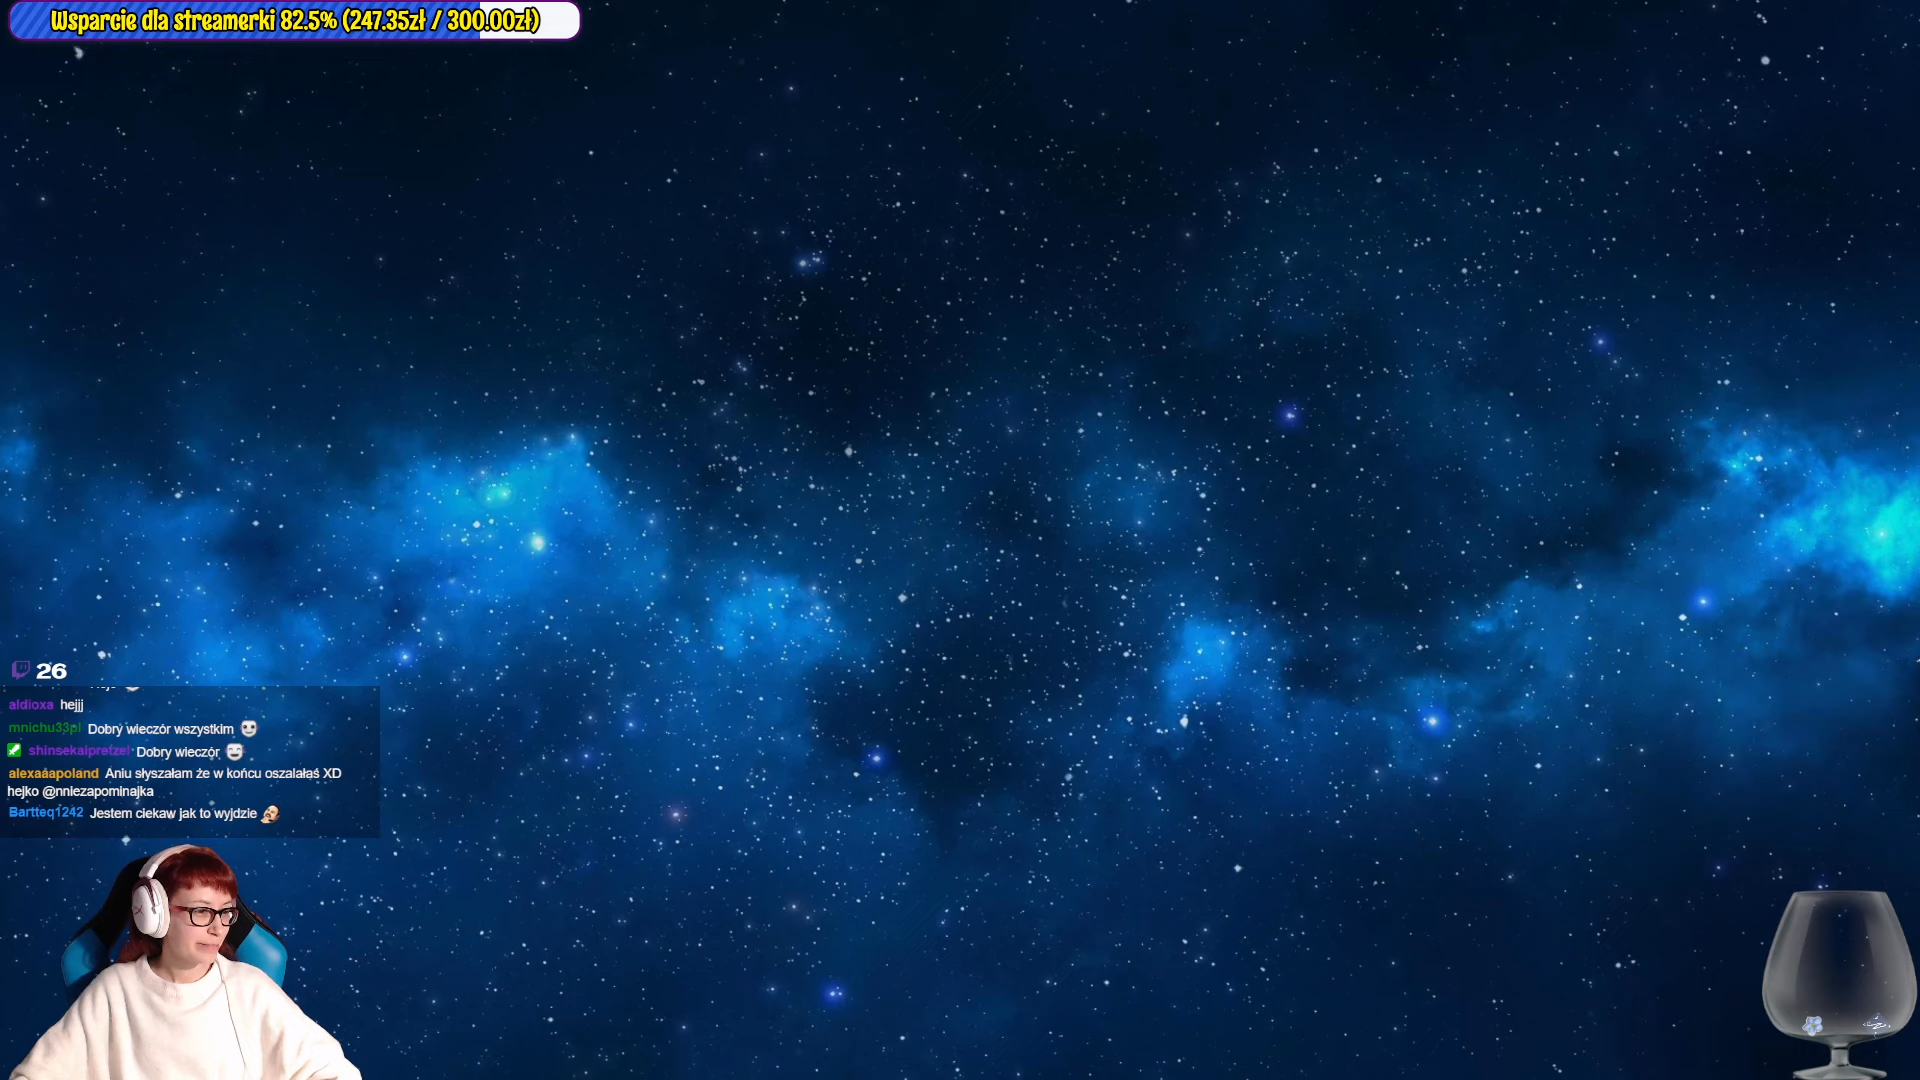 Wsparcie dla streamerki 82.5% (247.35zł / 300.00zł)
26
aldioxa hejjj
mnichu33pl Dobry wieczór wszystkim
shinsekaipretzel Dobry wieczór
alexaaapoland Aniu słyszałam że w końcu oszalałaś XD
hejko @nniezapominajka
Bartteq1242 Jestem ciekaw jak to wyjdzie